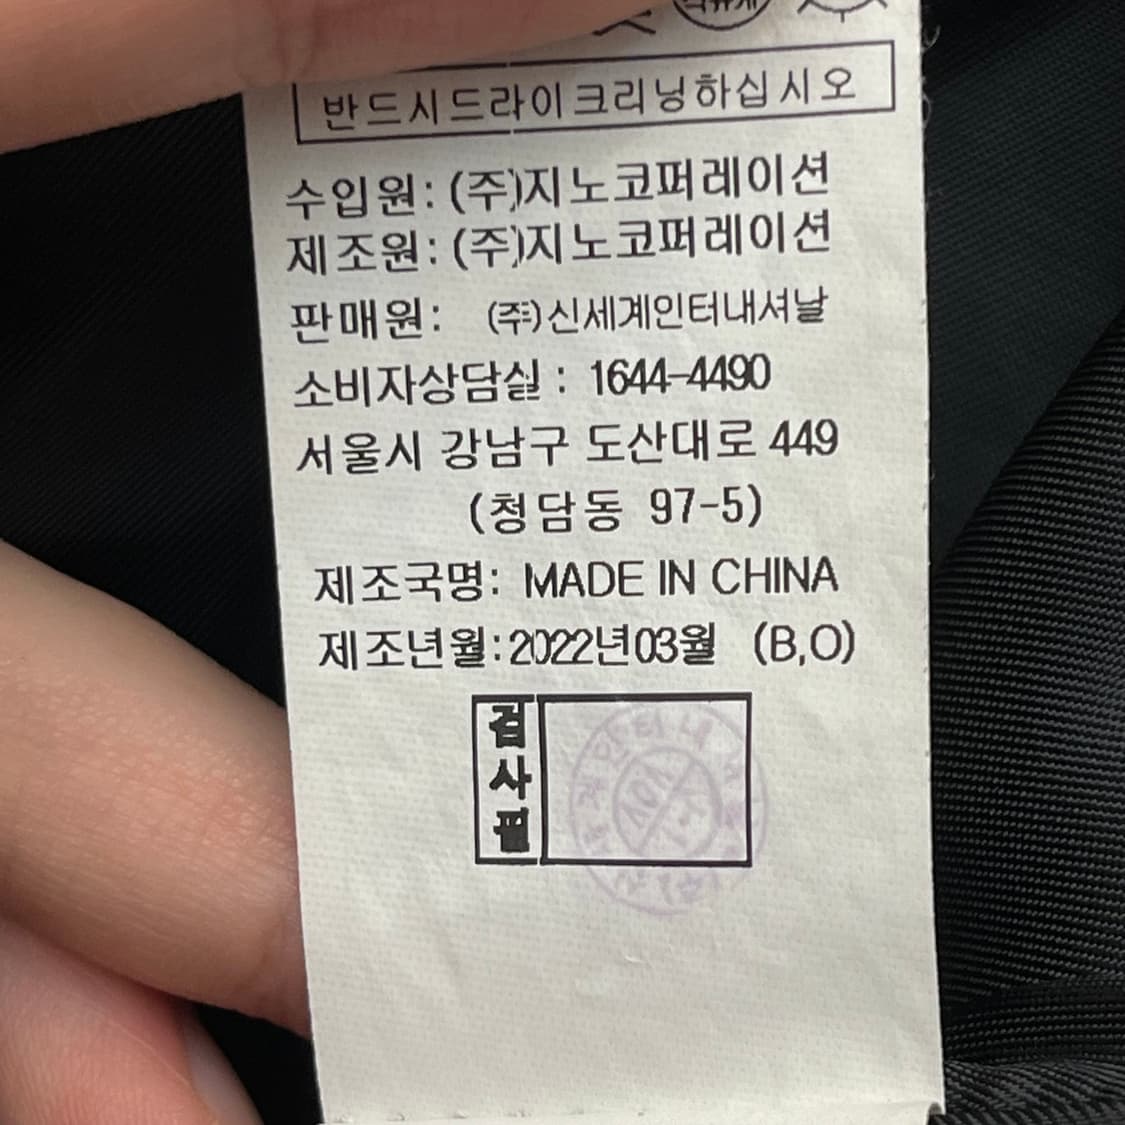 반드시드라이크리닝하십시오
수입원: (주)지노코퍼레이션
제조원: (주)지노코퍼레이션
판매원: (주)신세계인터내셔날
소비자상담실 : 1644-4490
서울시 강남구 도산대로 449
(청담동 97-5)
제조국명: MADE IN CHINA
제조년월:2022년03월 (B,O)
검사필